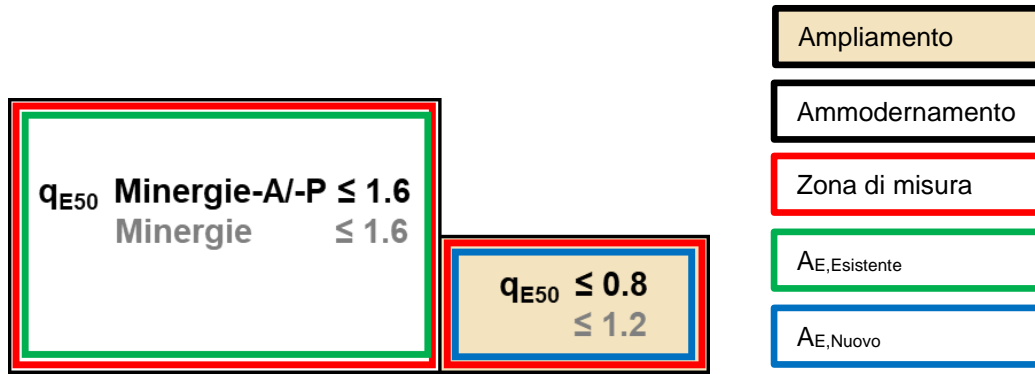 qE50 Minergie-A/-P ≤ 1.6
Minergie ≤ 1.6
qE50 ≤ 0.8
≤ 1.2
Ampliamento
Ammodernamento
Zona di misura
AE,Esistente
AE,Nuovo